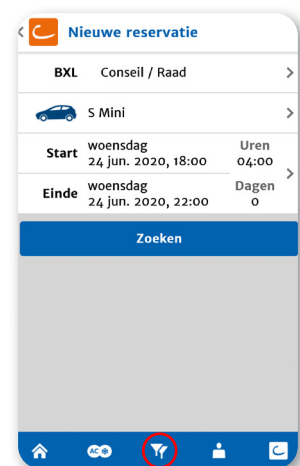 Nieuwe reservatie
BXL Conseil / Raad
S Mini
Start woensdag 24 jun. 2020, 18:00 Uren 04:00
Einde woensdag 24 jun. 2020, 22:00 Dagen 0
Zoeken
AC